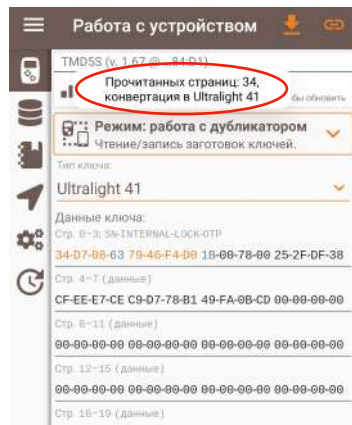 Работа с устройством
TMD5S (v. 1.67 @ ...84:D1)
Прочитанных страниц: 34,
конвертация в Ultralight 41
бы обновить
Режим: работа с дубликатором
Чтение/запись заготовок ключей.
Тип ключа:
Ultralight 41
Данные ключа:
Стр. 0-3: SN-INTERNAL-LOCK-OTP
34-D7-08-63 79-46-F4-D0 1B-00-78-00 25-2F-DF-38
Стр. 4-7 (данные)
CF-EE-E7-CE C9-D7-78-B1 49-FA-0B-CD 00-00-00-00
Стр. 8-11 (данные)
00-00-00-00 00-00-00-00 00-00-00-00 00-00-00-00
Стр. 12-15 (данные)
00-00-00-00 00-00-00-00 00-00-00-00 00-00-00-00
Стр. 16-19 (данные)